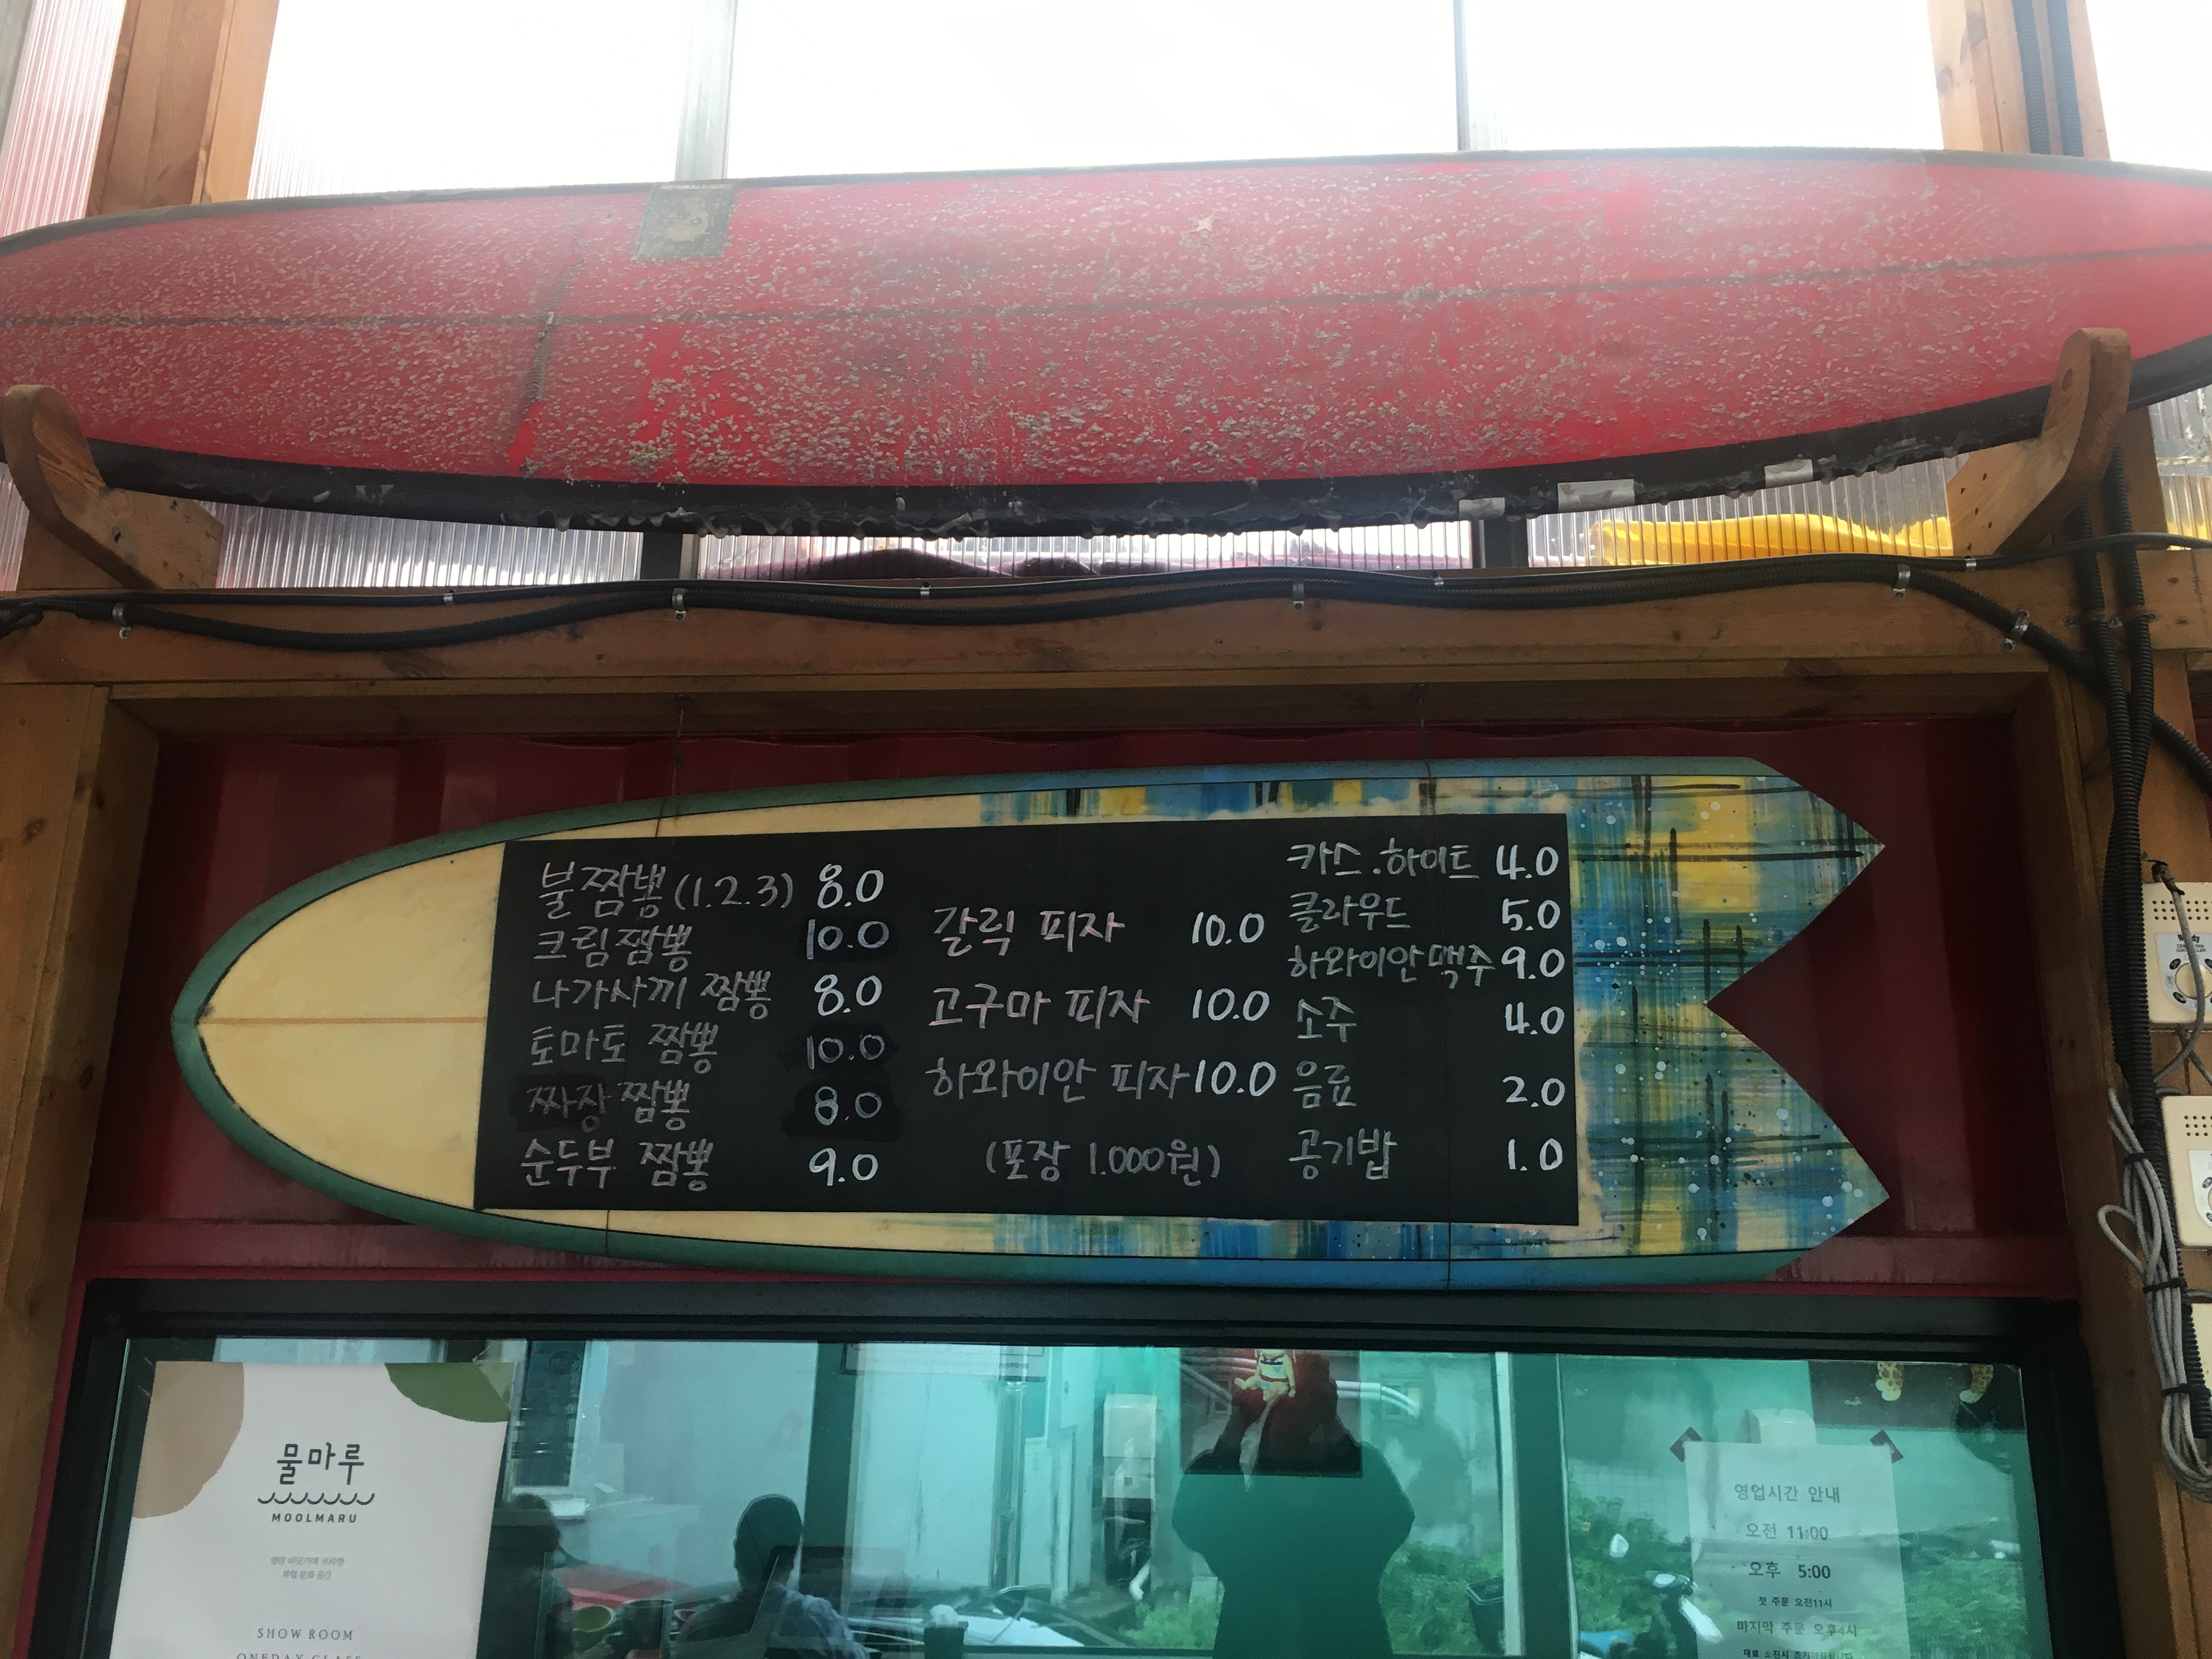 불짬뽕 (1.2.3) 8.0
크림짬뽕 10.0
나가사끼 짬뽕 8.0
토마토 짬뽕 10.0
짜장 짬뽕 8.0
순두부 짬뽕 9.0
갈릭 피자 10.0
고구마 피자 10.0
하와이안 피자 10.0
(포장 1.000원)
카스.하이트 4.0
클라우드 5.0
하와이안맥주 9.0
소주 4.0
음료 2.0
공기밥 1.0
물마루
MOOLMARU
SHOW ROOM
ONEDAY CLASS
영업시간 안내
오전 11:00
오후 5:00
첫 주문 오전11시
마지막 주문 오후4시